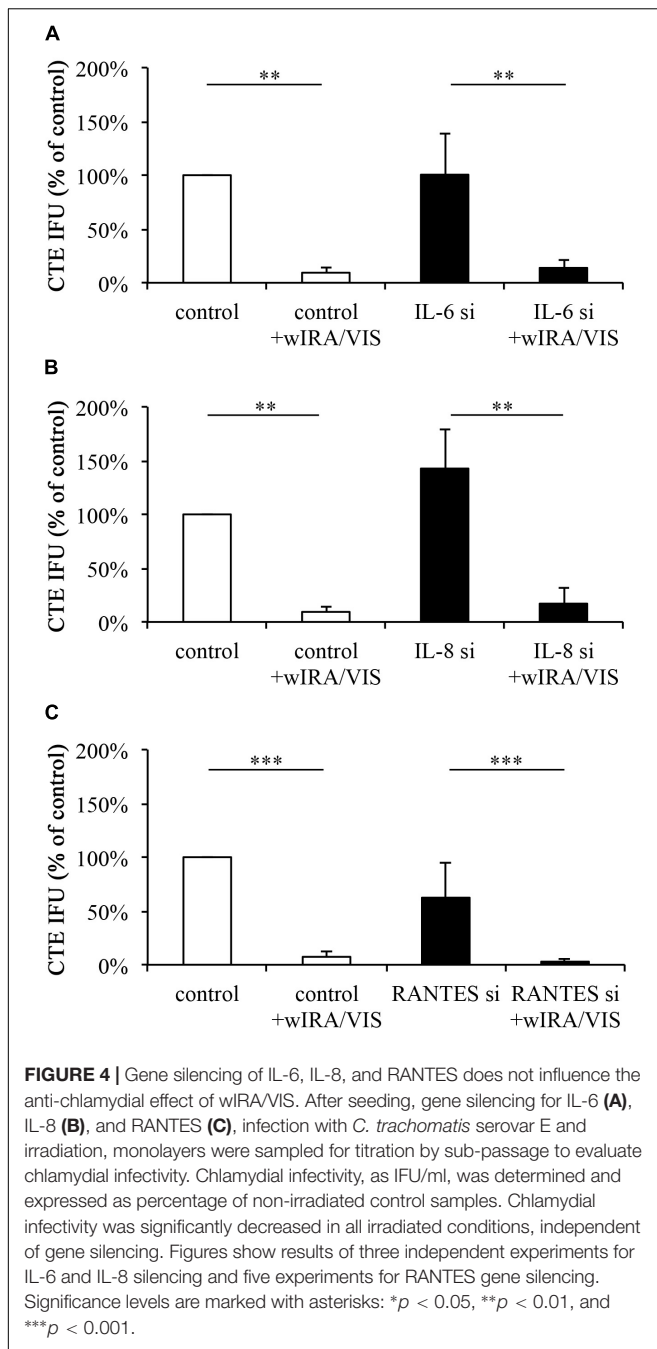 A
CTE IFU (% of control)
200%
150%
100%
50%
0%
**
**
control
control
+wIRA/VIS
IL-6 si
IL-6 si
+wIRA/VIS
B
CTE IFU (% of control)
200%
150%
100%
50%
0%
**
**
control
control
+wIRA/VIS
IL-8 si
IL-8 si
+wIRA/VIS
C
CTE IFU (% of control)
200%
150%
100%
50%
0%
***
***
control
control
+wIRA/VIS
RANTES si
RANTES si
+wIRA/VIS
FIGURE 4 | Gene silencing of IL-6, IL-8, and RANTES does not influence the
anti-chlamydial effect of wIRA/VIS. After seeding, gene silencing for IL-6 (A),
IL-8 (B), and RANTES (C), infection with C. trachomatis serovar E and
irradiation, monolayers were sampled for titration by sub-passage to evaluate
chlamydial infectivity. Chlamydial infectivity, as IFU/ml, was determined and
expressed as percentage of non-irradiated control samples. Chlamydial
infectivity was significantly decreased in all irradiated conditions, independent
of gene silencing. Figures show results of three independent experiments for
IL-6 and IL-8 silencing and five experiments for RANTES gene silencing.
Significance levels are marked with asterisks: *p < 0.05, **p < 0.01, and
***p < 0.001.